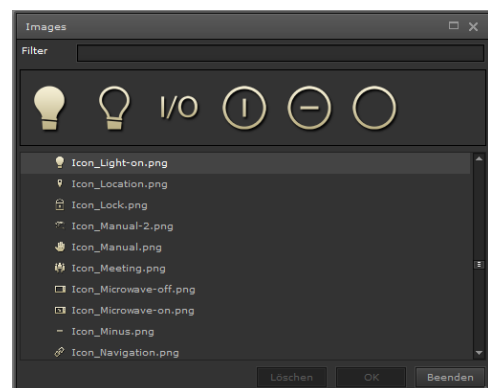 Images
Filter
I/O
Icon_Light-on.png
Icon_Location.png
Icon_Lock.png
Icon_Manual-2.png
Icon_Manual.png
Icon_Meeting.png
Icon_Microwave-off.png
Icon_Microwave-on.png
Icon_Minus.png
Icon_Navigation.png
Löschen OK Beenden